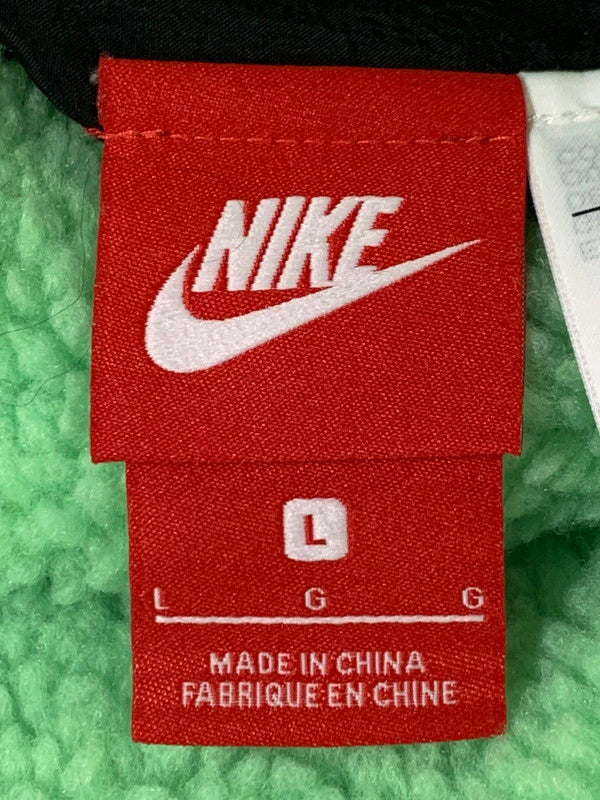 NIKE
L
L G G
MADE IN CHINA
FABRIQUE EN CHINE